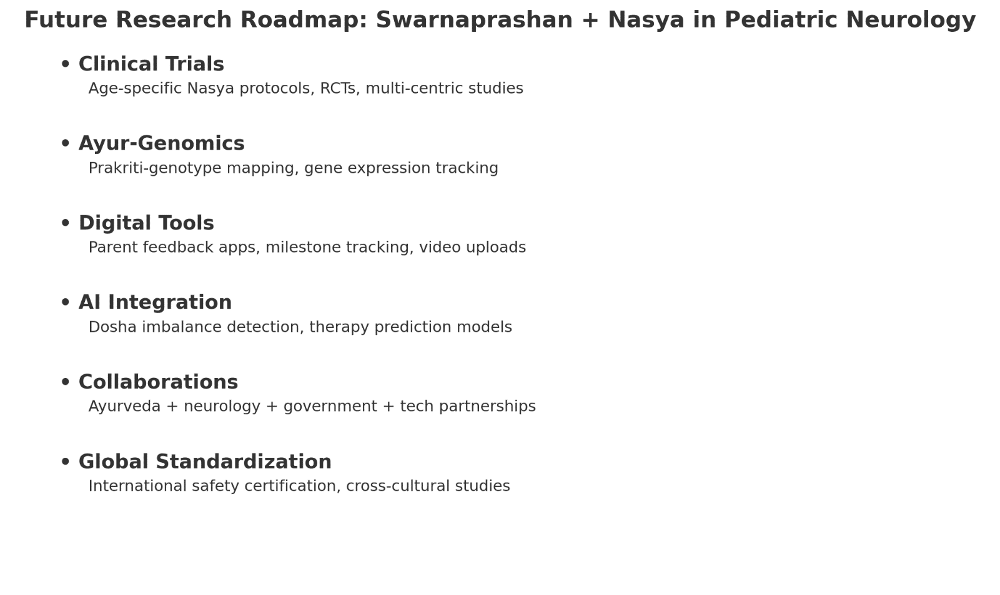 Future Research Roadmap: Swarnaprashan + Nasya in Pediatric Neurology
• Clinical Trials
Age-specific Nasya protocols, RCTs, multi-centric studies
• Ayur-Genomics
Prakriti-genotype mapping, gene expression tracking
• Digital Tools
Parent feedback apps, milestone tracking, video uploads
• AI Integration
Dosha imbalance detection, therapy prediction models
• Collaborations
Ayurveda + neurology + government + tech partnerships
• Global Standardization
International safety certification, cross-cultural studies